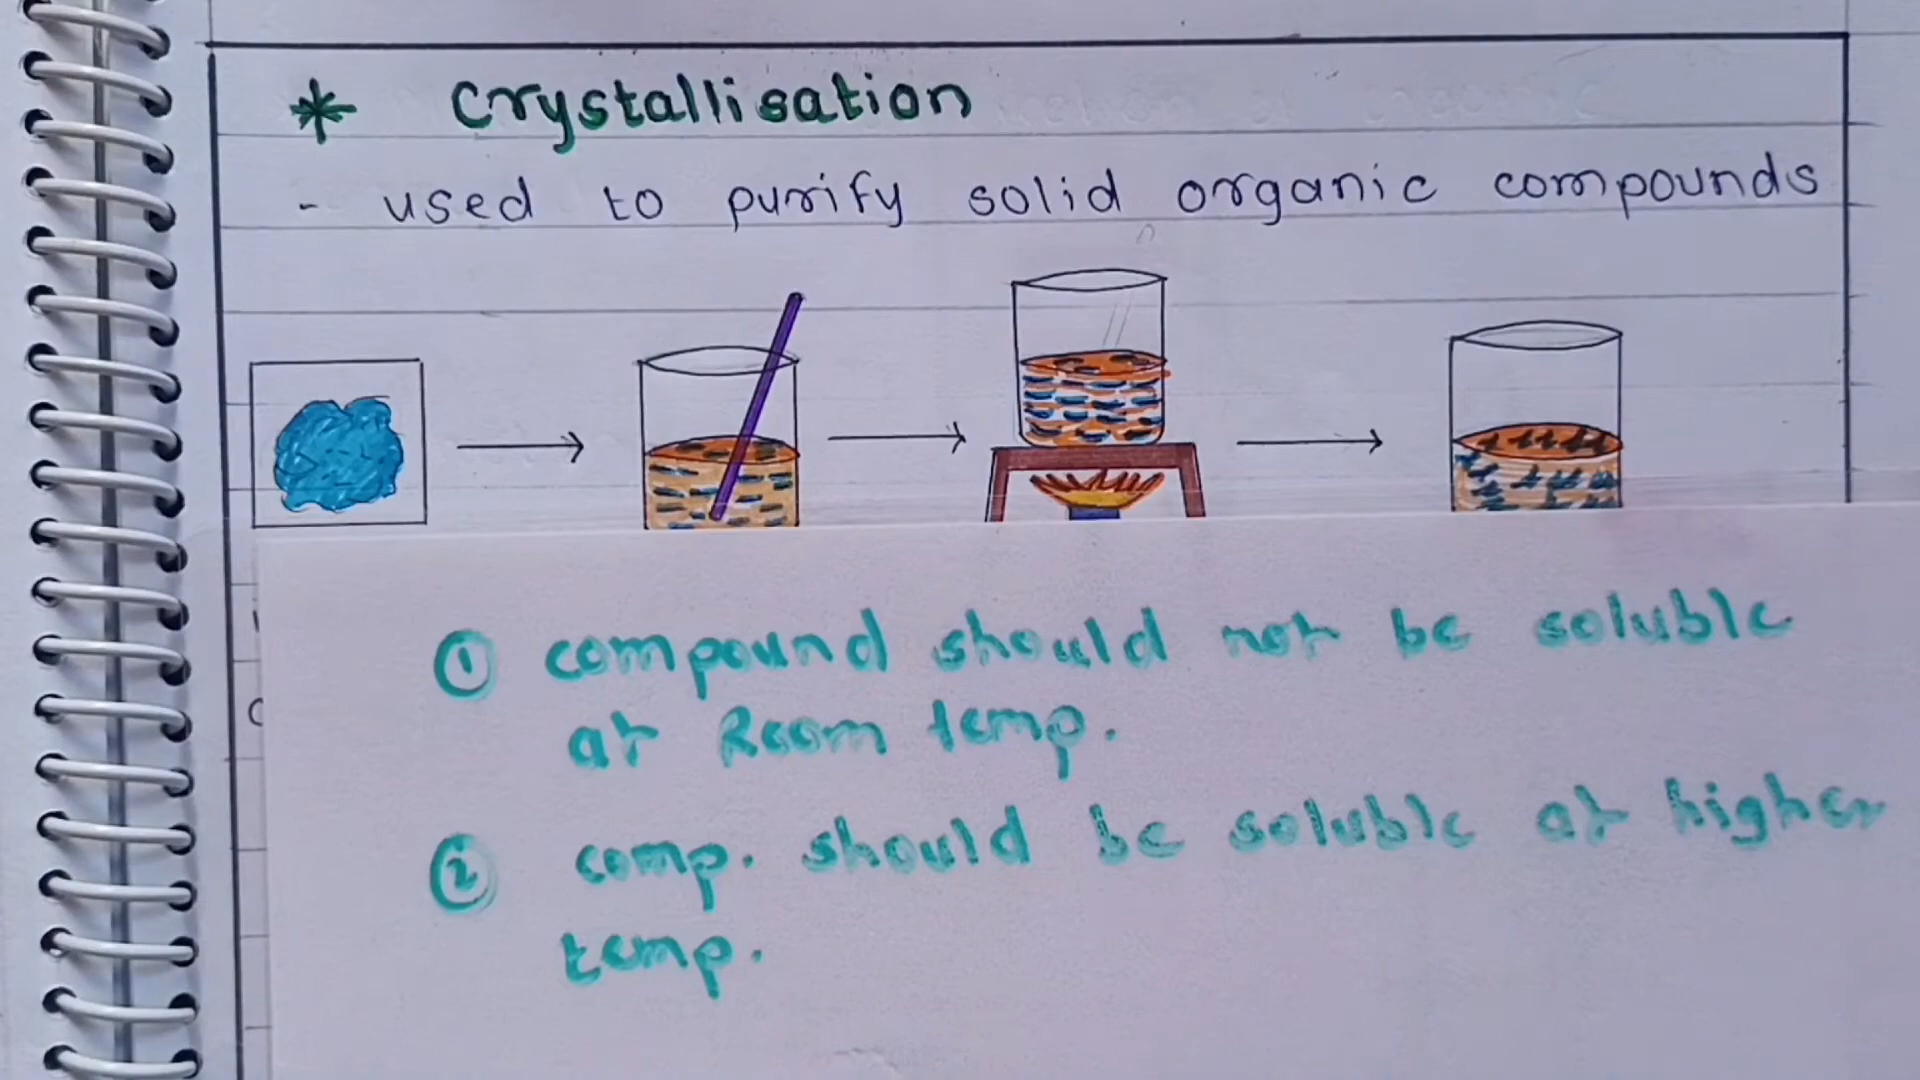 * Crystallisation
- used to purify solid organic compounds
① compound should not be soluble
at Room temp.
② comp. should be soluble at higher
temp.